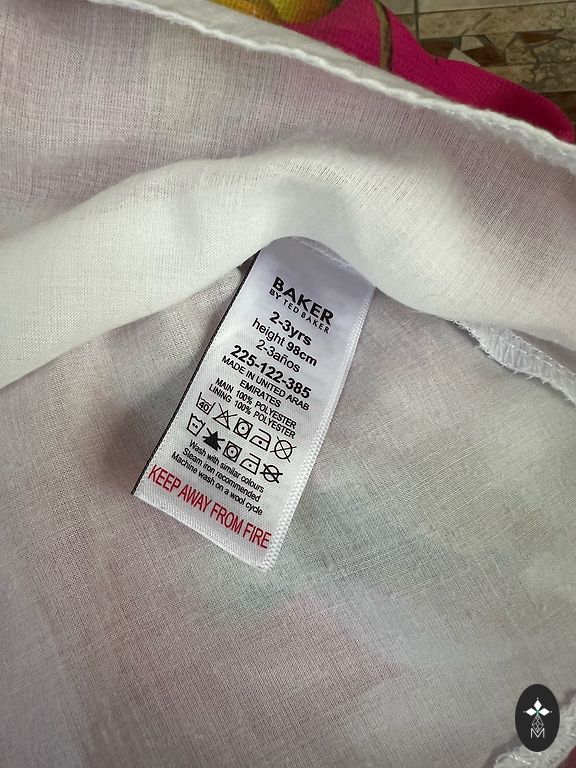 BAKER
BY TED BAKER
2-3yrs
height 98cm
2-3años
225-122-385
MADE IN UNITED ARAB
EMIRATES
MAIN 100% POLYESTER
LINING 100% POLYESTER
40
Wash with similar colours
Steam iron recommended
Machine wash on a wool cycle
KEEP AWAY FROM FIRE
M